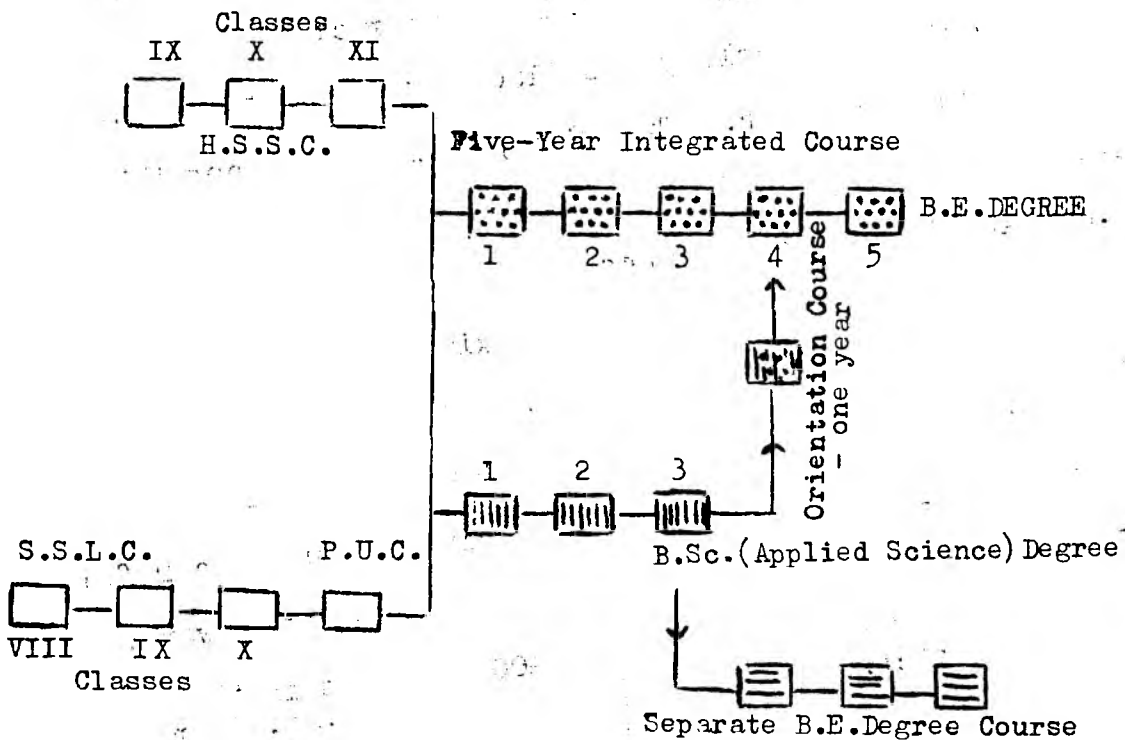 Classes
IX X XI
H.S.S.C.
Five-Year Integrated Course
B.E.DEGREE
1 2 3 4 5
Orientation Course
- one year
1 2 3
B.Sc.(Applied Science) Degree
S.S.L.C. P.U.C.
VIII IX X
Classes
Separate B.E.Degree Course